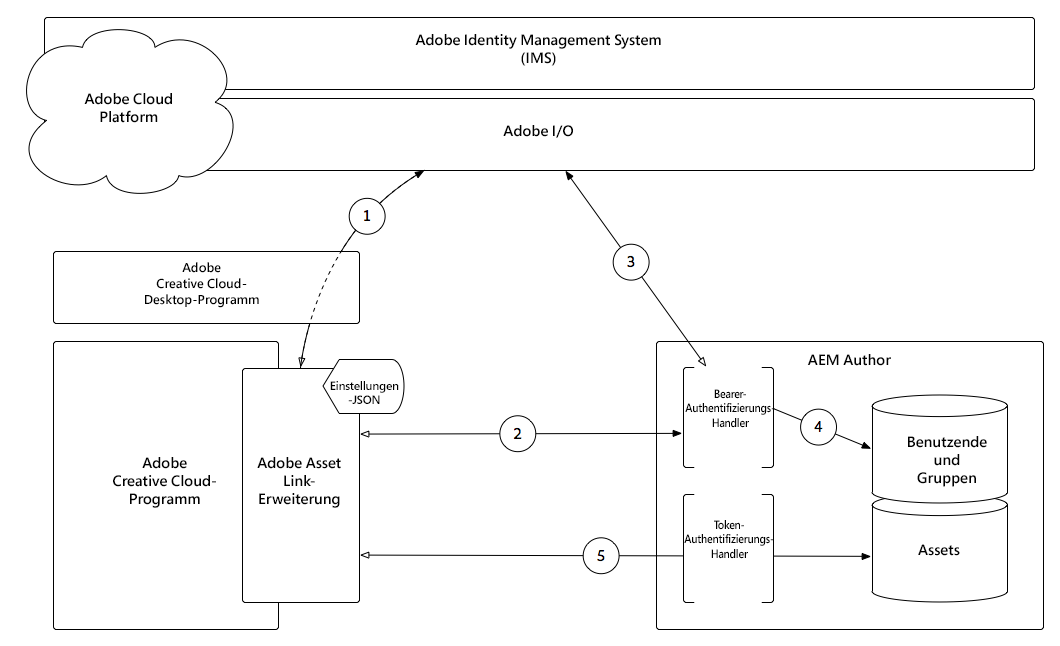 Adobe Identity Management System
(IMS)
Adobe Cloud
Platform
Adobe I/O
1
3
Adobe
Creative Cloud-
Desktop-Programm
AEM Author
Einstellungen
-JSON
Bearer-
Authentifizierungs
Handler
2
4
Benutzende
und
Gruppen
Adobe
Creative Cloud-
Programm
Adobe Asset
Link-
Erweiterung
Token-
Authentifizierungs-
Handler
5
Assets